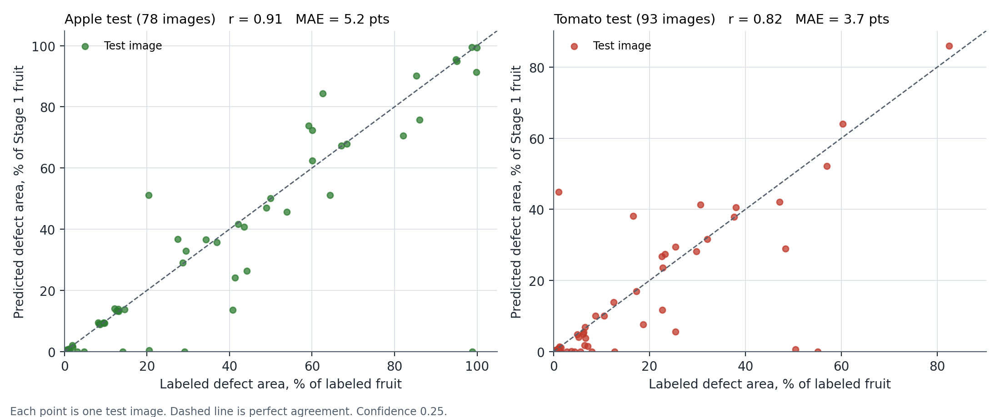 Apple test (78 images)   r = 0.91   MAE = 5.2 pts
Test image
Predicted defect area, % of Stage 1 fruit
100
80
60
40
20
0
0 20 40 60 80 100
Labeled defect area, % of labeled fruit
Tomato test (93 images)   r = 0.82   MAE = 3.7 pts
Test image
Predicted defect area, % of Stage 1 fruit
80
60
40
20
0
0 20 40 60 80
Labeled defect area, % of labeled fruit
Each point is one test image. Dashed line is perfect agreement. Confidence 0.25.